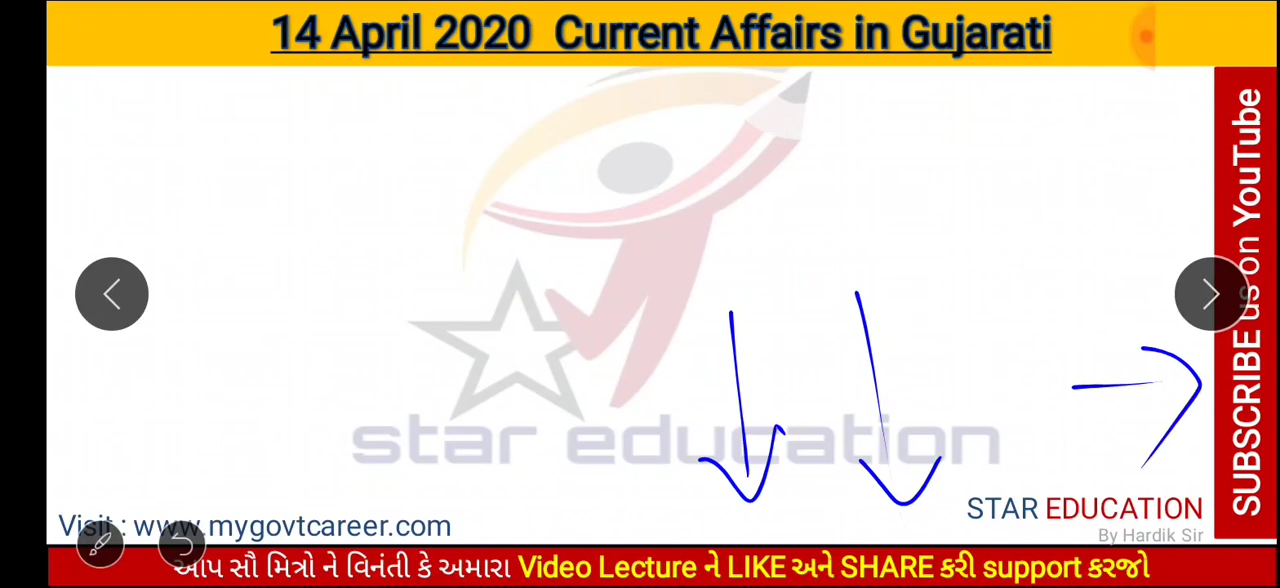 14 April 2020 Current Affairs in Gujarati
SUBSCRIBE us on YouTube
star education
STAR EDUCATION
By Hardik Sir
Visit : www.mygovtcareer.com
આપ સૌ મિત્રો ને વિનંતી કે અમારા Video Lecture ને LIKE અને SHARE કરી support કરજો